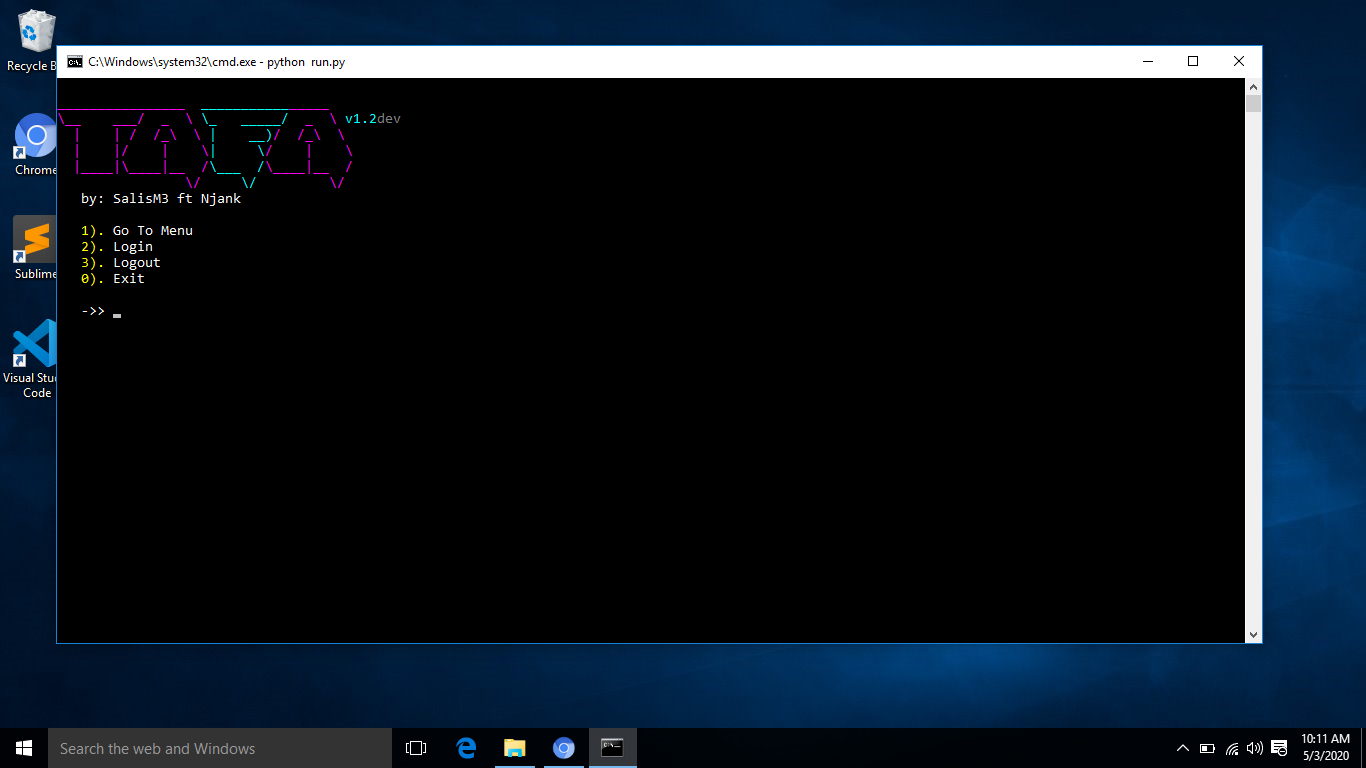 Recycle B
C:\Windows\system32\cmd.exe - python  run.py
Chrome
Sublime
Visual Stu
Code
TAFA
v1.2dev
by: SalisM3 ft Njank
1). Go To Menu
2). Login
3). Logout
0). Exit
->> _
Search the web and Windows
10:11 AM
5/3/2020